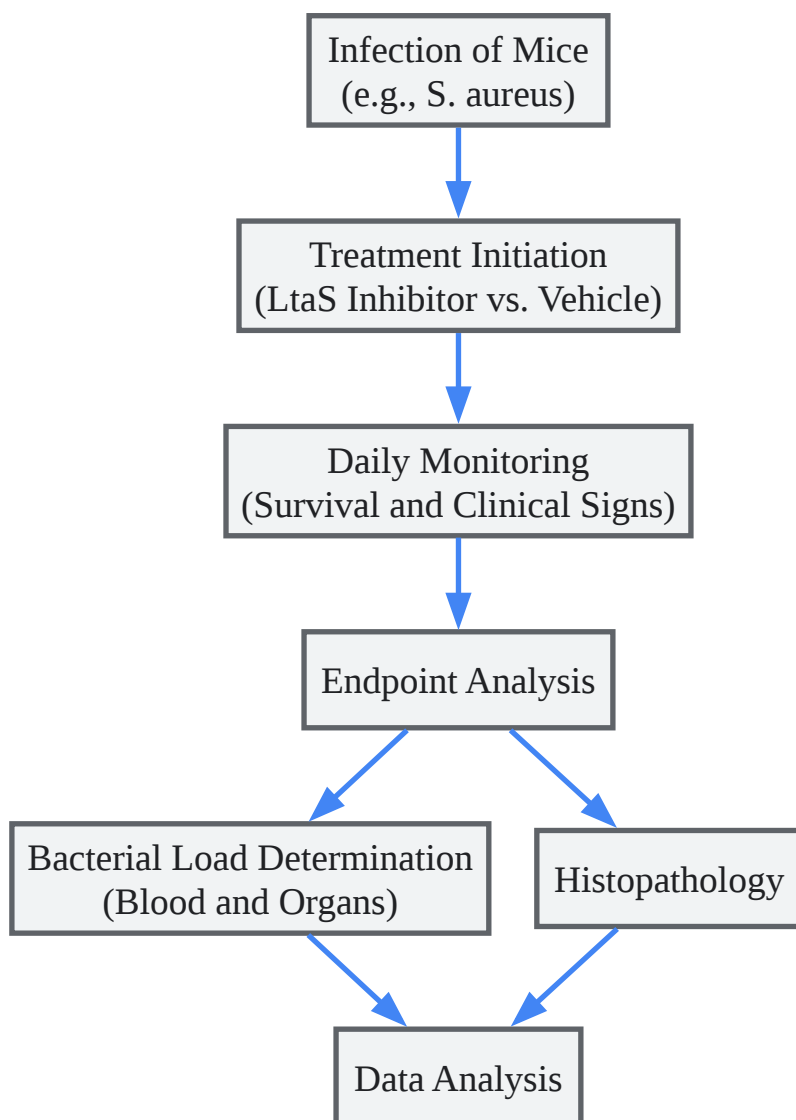 Infection of Mice
(e.g., S. aureus)
Treatment Initiation
(LtaS Inhibitor vs. Vehicle)
Daily Monitoring
(Survival and Clinical Signs)
Endpoint Analysis
Bacterial Load Determination
(Blood and Organs)
Histopathology
Data Analysis